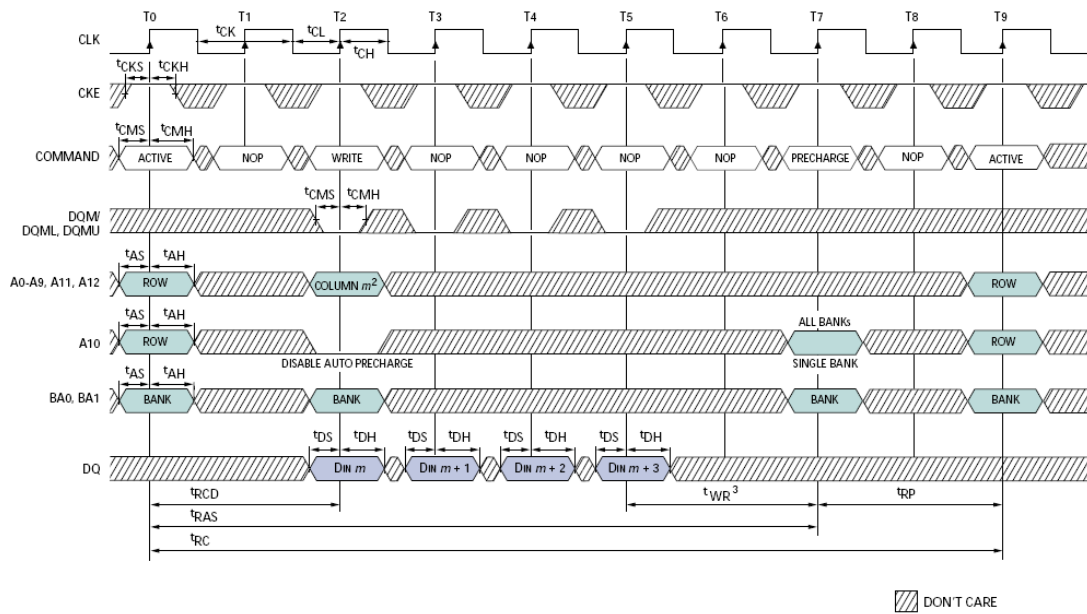 T0 T1 T2 T3 T4 T5 T6 T7 T8 T9
CLK
tCK tCL
tCH
tCKS tCKH
CKE
tCMS tCMH
COMMAND ACTIVE NOP WRITE NOP NOP NOP NOP PRECHARGE NOP ACTIVE
tCMS tCMH
DQM/
DQML, DQMU
tAS tAH
A0-A9, A11, A12 ROW COLUMN m² ROW
tAS tAH
ALL BANKs
A10 ROW ROW
DISABLE AUTO PRECHARGE SINGLE BANK
tAS tAH
BA0, BA1 BANK BANK BANK BANK
tDS tDH tDS tDH tDS tDH tDS tDH
DQ DIN m DIN m + 1 DIN m + 2 DIN m + 3
tRCD tWR³ tRP
tRAS
tRC
DON'T CARE